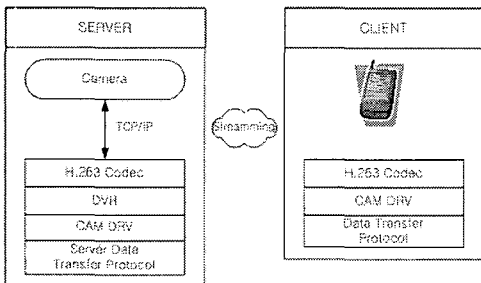 SERVER
Camera
TCP/IP
H.263 Codec
DVR
CAM DRV
Server Data
Transfer Protocol
Streamming
CLIENT
H.263 Codec
CAM DRV
Data Transfer
Protocol